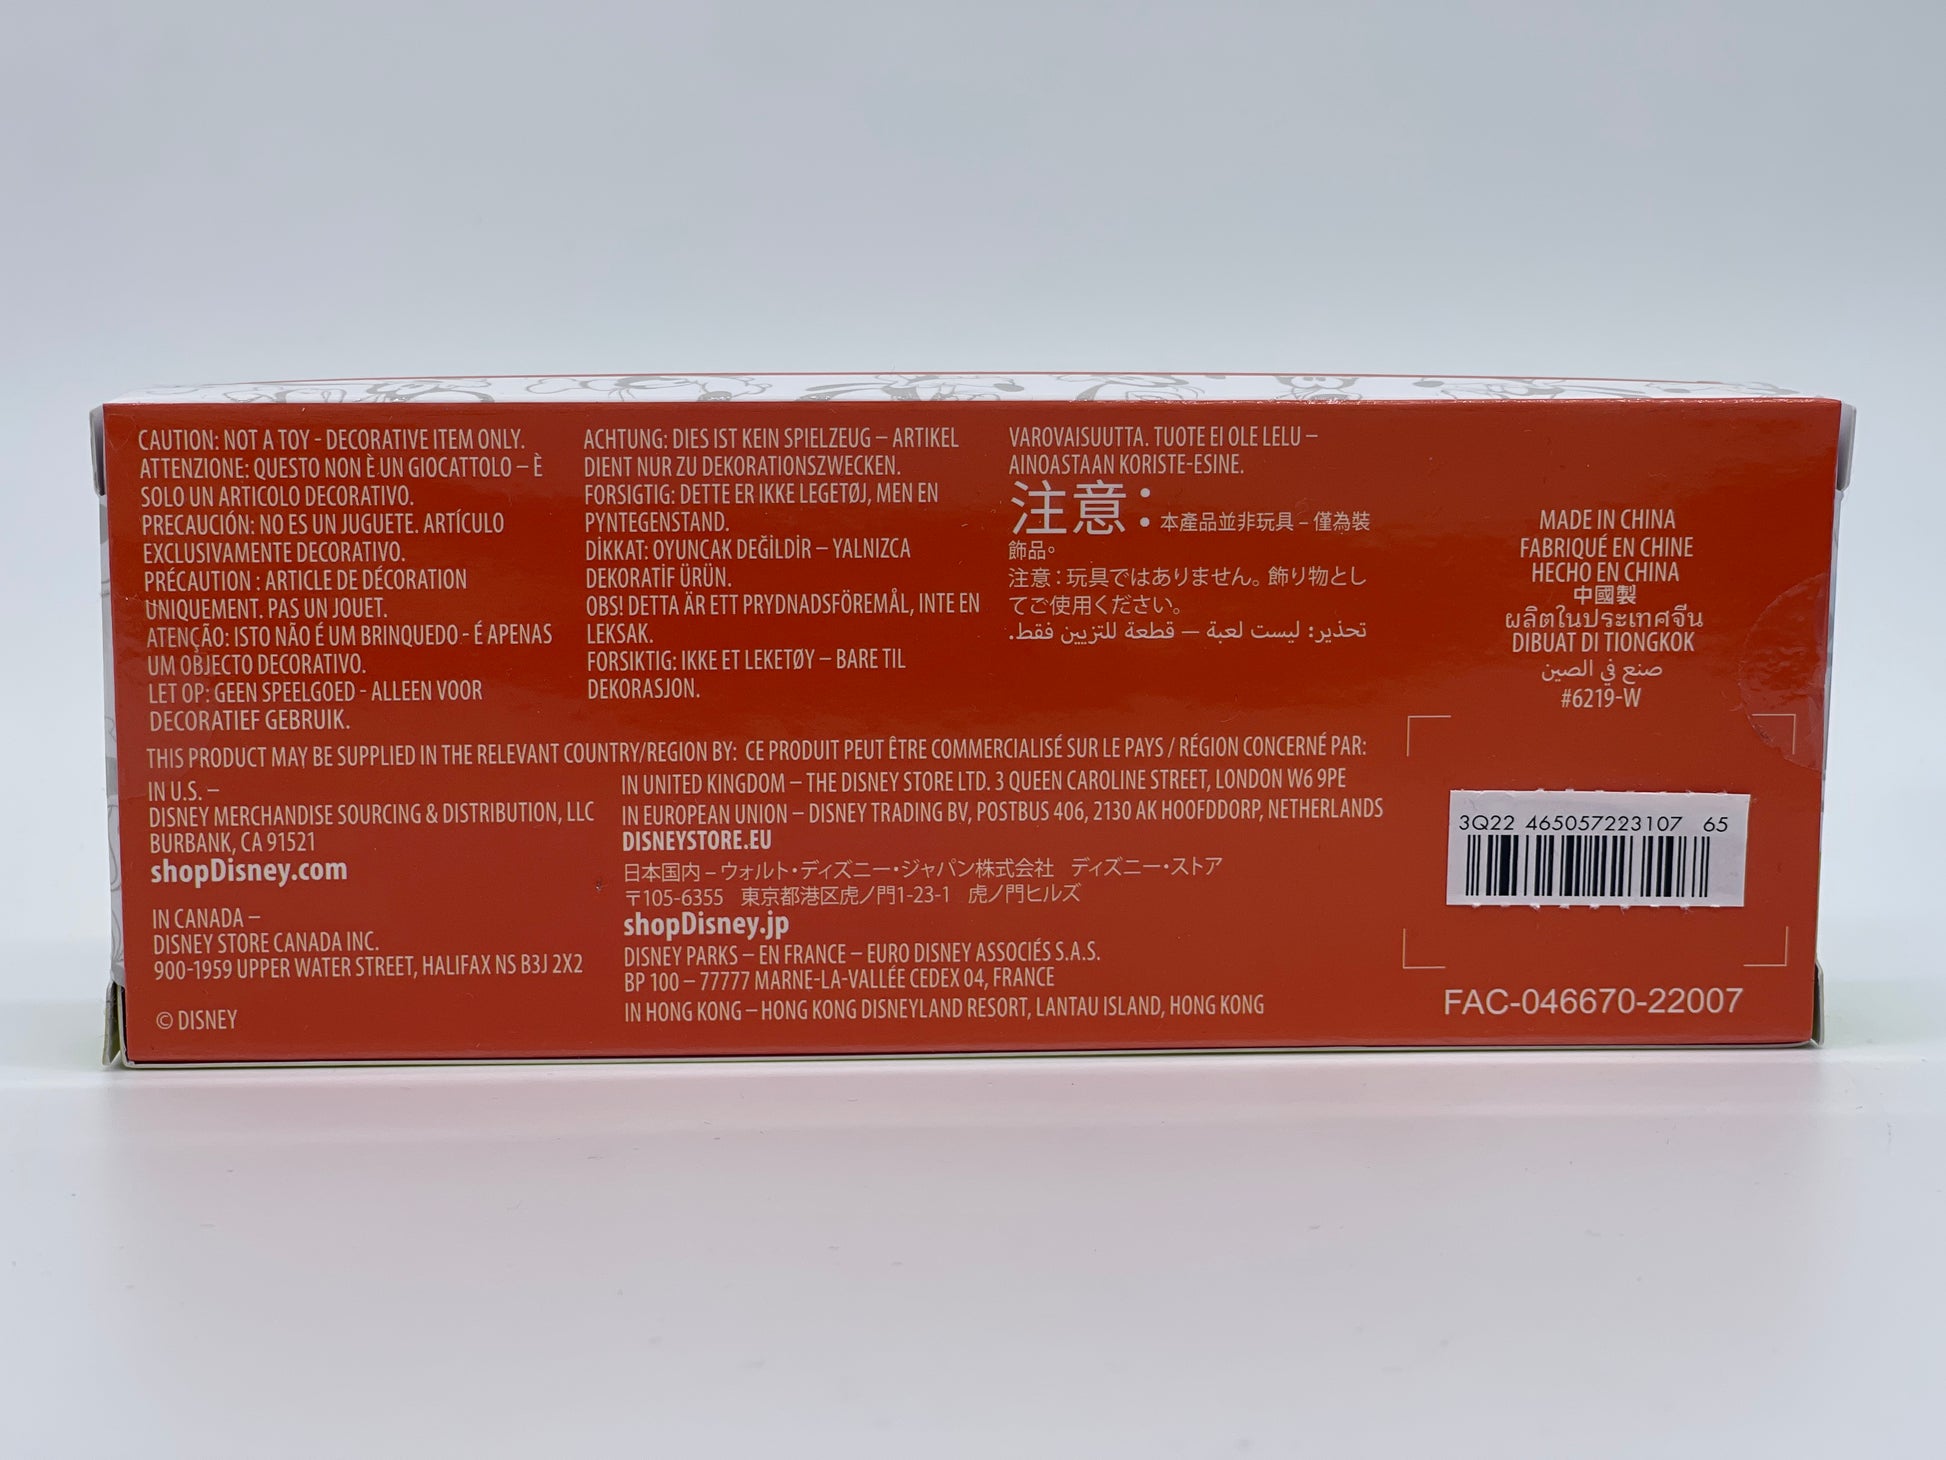 CAUTION: NOT A TOY - DECORATIVE ITEM ONLY.
ATTENZIONE: QUESTO NON È UN GIOCATTOLO – È
SOLO UN ARTICOLO DECORATIVO.
PRECAUCIÓN: NO ES UN JUGUETE. ARTÍCULO
EXCLUSIVAMENTE DECORATIVO.
PRÉCAUTION : ARTICLE DE DÉCORATION
UNIQUEMENT. PAS UN JOUET.
ATENÇÃO: ISTO NÃO É UM BRINQUEDO - É APENAS
UM OBJECTO DECORATIVO.
LET OP: GEEN SPEELGOED - ALLEEN VOOR
DECORATIEF GEBRUIK.
ACHTUNG: DIES IST KEIN SPIELZEUG – ARTIKEL
DIENT NUR ZU DEKORATIONSZWECKEN.
FORSIGTIG: DETTE ER IKKE LEGETØJ, MEN EN
PYNTEGENSTAND.
DİKKAT: OYUNCAK DEĞİLDİR – YALNIZCA
DEKORATİF ÜRÜN.
OBS! DETTA ÄR ETT PRYDNADSFÖREMÅL, INTE EN
LEKSAK.
FORSIKTIG: IKKE ET LEKETØY – BARE TIL
DEKORASJON.
VAROVAISUUTTA. TUOTE EI OLE LELU –
AINOASTAAN KORISTE-ESINE.
注意：本產品並非玩具 – 僅為裝
飾品。
注意：玩具ではありません。飾り物とし
てご使用ください。
تحذير: ليست لعبة — قطعة للتزيين فقط.
MADE IN CHINA
FABRIQUÉ EN CHINE
HECHO EN CHINA
中國製
ผลิตในประเทศจีน
DIBUAT DI TIONGKOK
صنع في الصين
#6219-W
THIS PRODUCT MAY BE SUPPLIED IN THE RELEVANT COUNTRY/REGION BY: CE PRODUIT PEUT ÊTRE COMMERCIALISÉ SUR LE PAYS / RÉGION CONCERNÉ PAR:
IN U.S. –
DISNEY MERCHANDISE SOURCING & DISTRIBUTION, LLC
BURBANK, CA 91521
shopDisney.com
IN CANADA –
DISNEY STORE CANADA INC.
900-1959 UPPER WATER STREET, HALIFAX NS B3J 2X2
© DISNEY
IN UNITED KINGDOM – THE DISNEY STORE LTD. 3 QUEEN CAROLINE STREET, LONDON W6 9PE
IN EUROPEAN UNION – DISNEY TRADING BV, POSTBUS 406, 2130 AK HOOFDDORP, NETHERLANDS
DISNEYSTORE.EU
日本国内 – ウォルト・ディズニー・ジャパン株式会社　ディズニー・ストア
〒105-6355　東京都港区虎ノ門1-23-1　虎ノ門ヒルズ
shopDisney.jp
DISNEY PARKS – EN FRANCE – EURO DISNEY ASSOCIÉS S.A.S.
BP 100 – 77777 MARNE-LA-VALLÉE CEDEX 04, FRANCE
IN HONG KONG – HONG KONG DISNEYLAND RESORT, LANTAU ISLAND, HONG KONG
3Q22 465057223107 65
FAC-046670-22007